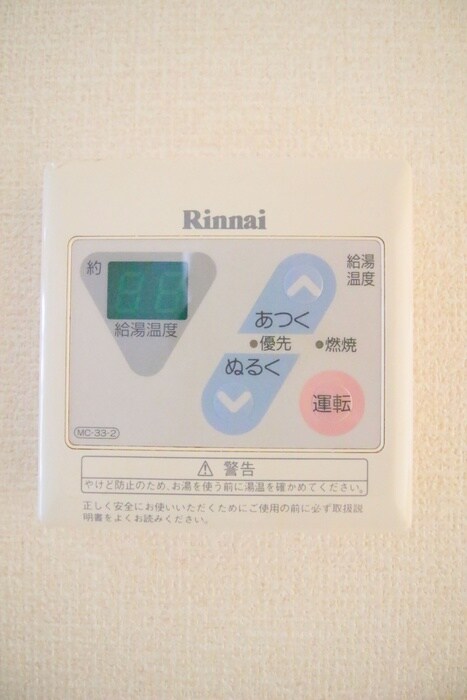 Rinnai
約
給湯温度
給湯
温度
あつく
●優先 ●燃焼
ぬるく
運転
MC-33-2
⚠ 警告
やけど防止のため、お湯を使う前に湯温を確かめてください。
正しく安全にお使いいただくためにご使用の前に必ず取扱説
明書をよくお読みください。